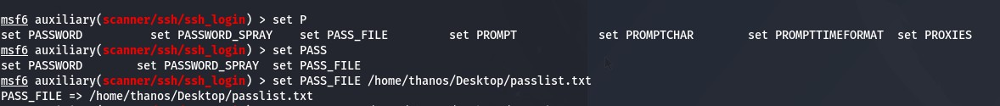 msf6 auxiliary(scanner/ssh/ssh_login) > set P
set PASSWORD set PASSWORD_SPRAY set PASS_FILE set PROMPT set PROMPTCHAR set PROMPTTIMEFORMAT set PROXIES
msf6 auxiliary(scanner/ssh/ssh_login) > set PASS
set PASSWORD set PASSWORD_SPRAY set PASS_FILE
msf6 auxiliary(scanner/ssh/ssh_login) > set PASS_FILE /home/thanos/Desktop/passlist.txt
PASS_FILE => /home/thanos/Desktop/passlist.txt